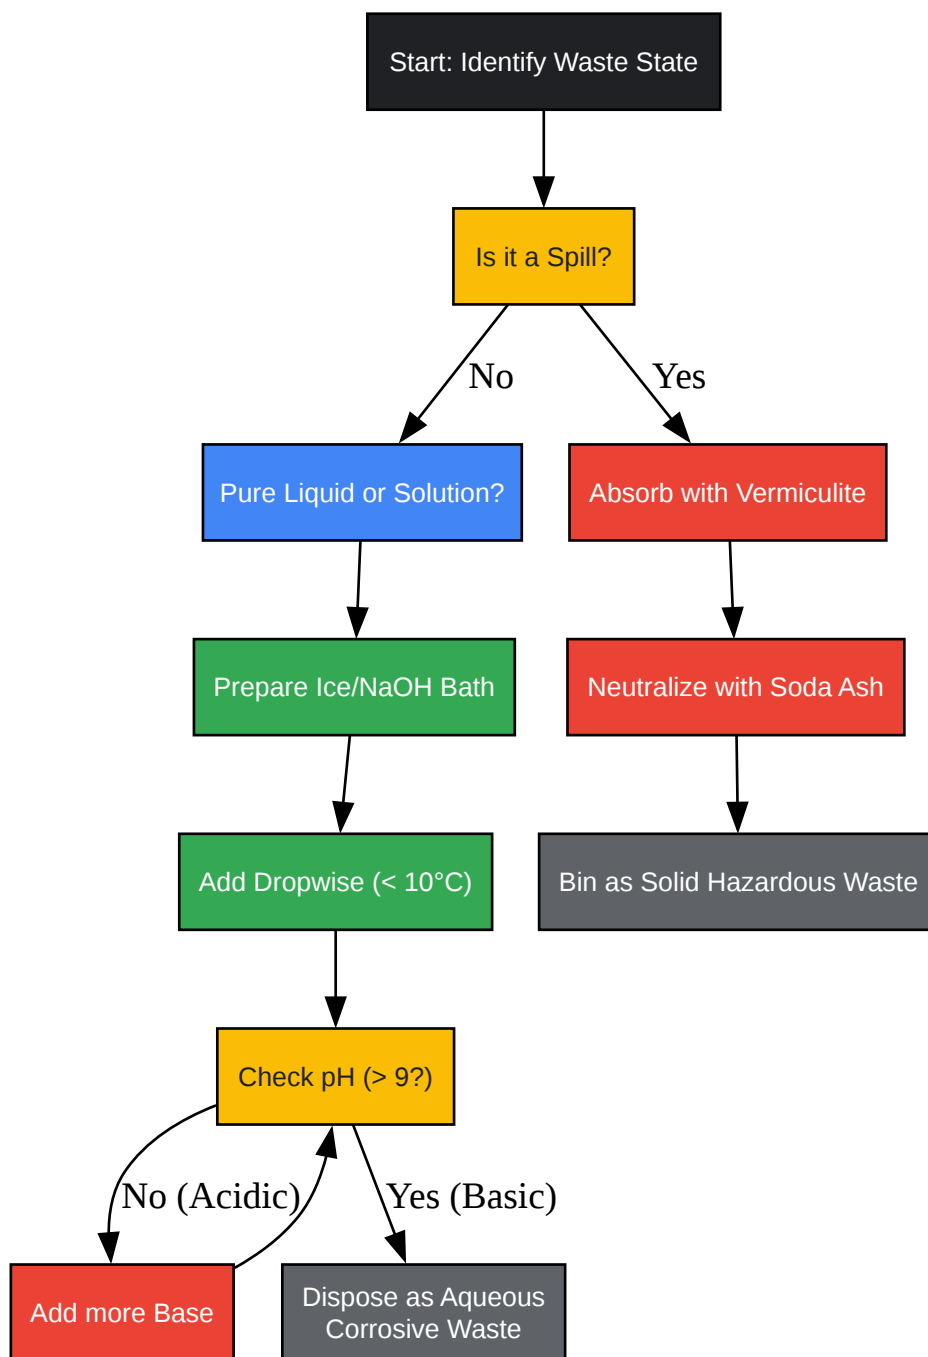 Start: Identify Waste State
Is it a Spill?
No
Yes
Pure Liquid or Solution?
Absorb with Vermiculite
Prepare Ice/NaOH Bath
Neutralize with Soda Ash
Add Dropwise (< 10°C)
Bin as Solid Hazardous Waste
Check pH (> 9?)
No (Acidic)
Yes (Basic)
Add more Base
Dispose as Aqueous
Corrosive Waste